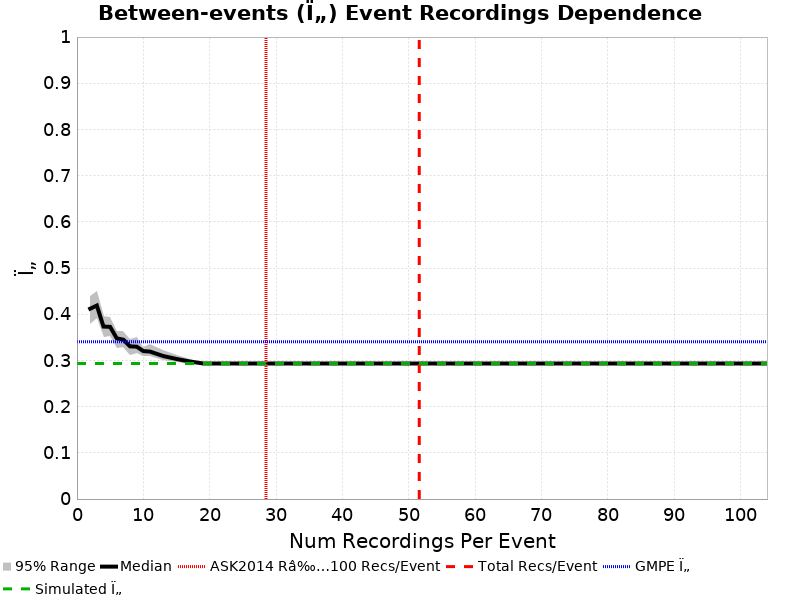 Between-events (Ï„) Event Recordings Dependence
1
0.9
0.8
0.7
0.6
0.5
0.4
0.3
0.2
0.1
0
Ï„
0 10 20 30 40 50 60 70 80 90 100
Num Recordings Per Event
95% Range Median ASK2014 Râ‰…100 Recs/Event Total Recs/Event GMPE Ï„
Simulated Ï„